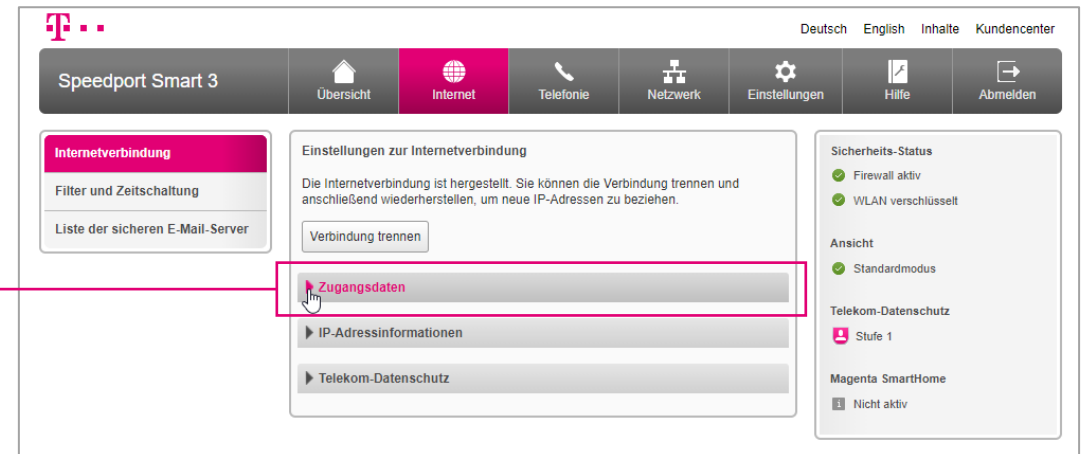 T
Deutsch English Inhalte Kundencenter
Speedport Smart 3
Übersicht Internet Telefonie Netzwerk Einstellungen Hilfe Abmelden
Internetverbindung
Filter und Zeitschaltung
Liste der sicheren E-Mail-Server
Einstellungen zur Internetverbindung
Die Internetverbindung ist hergestellt. Sie können die Verbindung trennen und
anschließend wiederherstellen, um neue IP-Adressen zu beziehen.
Verbindung trennen
Zugangsdaten
IP-Adressinformationen
Telekom-Datenschutz
Sicherheits-Status
Firewall aktiv
WLAN verschlüsselt
Ansicht
Standardmodus
Telekom-Datenschutz
Stufe 1
Magenta SmartHome
Nicht aktiv